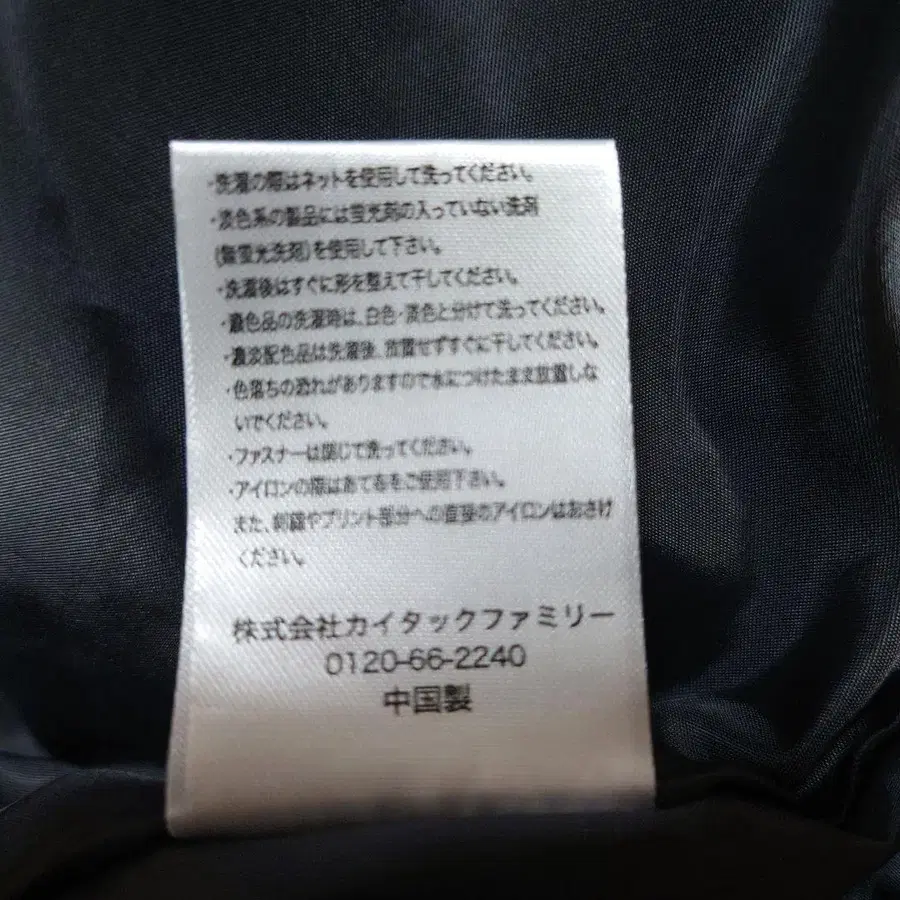 ・洗濯の際はネットを使用して洗ってください。
・淡色系の製品には蛍光剤の入っていない洗剤
(無蛍光洗剤)を使用して下さい。
・洗濯後はすぐに形を整えて干してください。
・濃色品の洗濯時は、白色・淡色と分けて洗ってください。
・濃淡配色品は洗濯後、放置せずすぐに干してください。
・色落ちの恐れがありますので水につけたまま放置しな
いでください。
・ファスナーは閉じて洗ってください。
・アイロンの際はあて布をご使用下さい。
また、刺繍やプリント部分への直接のアイロンはおさけ
ください。
株式会社カイタックファミリー
0120-66-2240
中国製